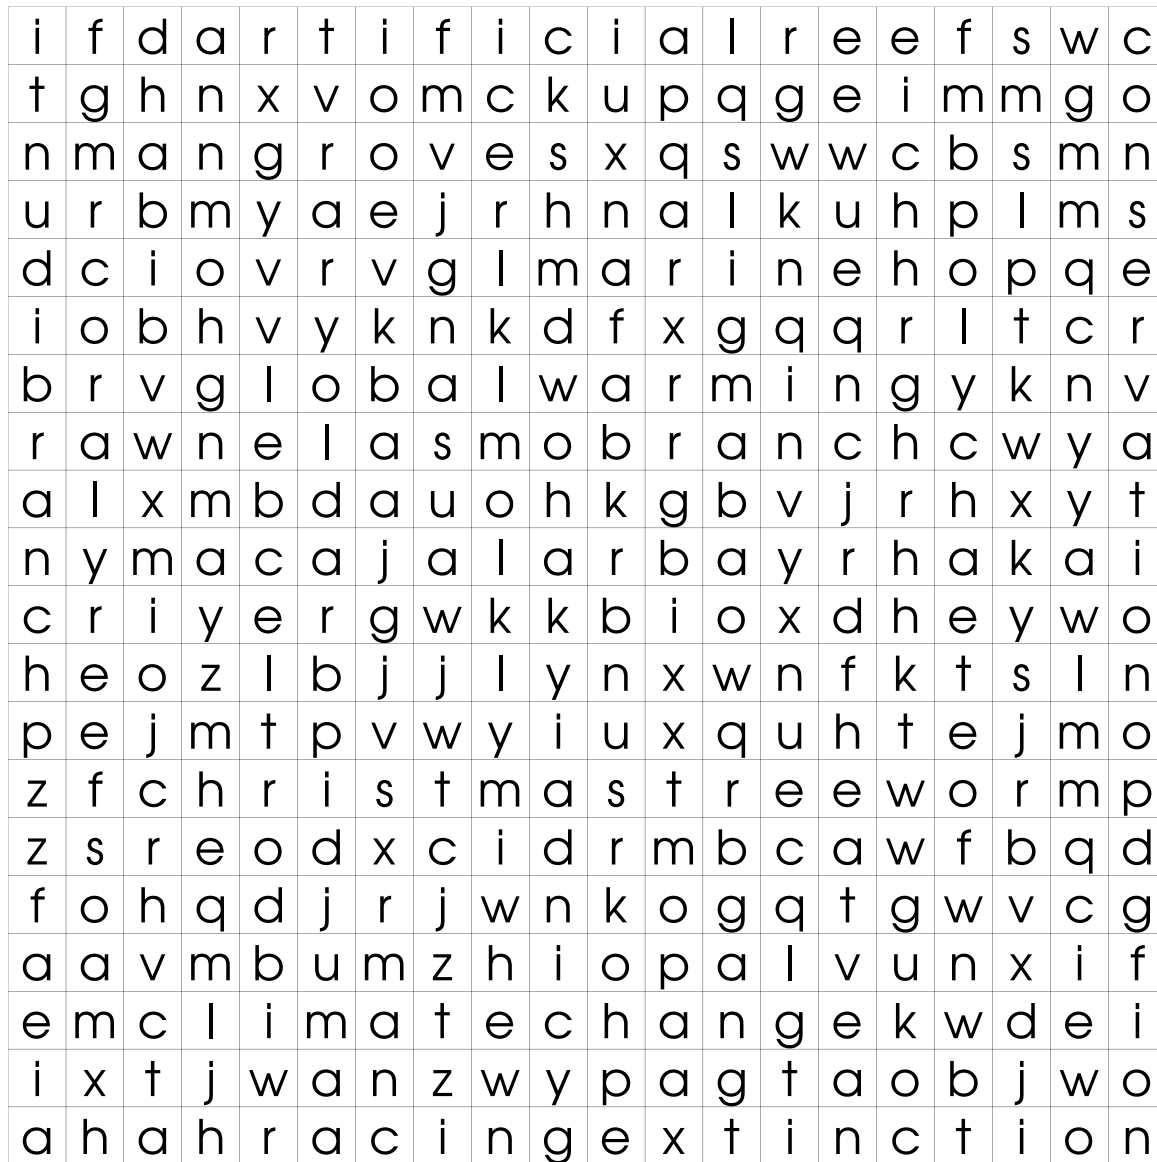 i f d a r t i f i c i a l r e e f s w c
t g h n x v o m c k u p q g e i m m g o
n m a n g r o v e s x q s w w c b s m n
u r b m y a e j r h n a l k u h p l m s
d c i o v r v g l m a r i n e h o p q e
i o b h v y k n k d f x g q q r l t c r
b r v g l o b a l w a r m i n g y k n v
r a w n e l a s m o b r a n c h c w y a
a l x m b d a u o h k g b v j r h x y t
n y m a c a j a l a r b a y r h a k a i
c r i y e r g w k k b i o x d h e y w o
h e o z l b j j l y n x w n f k t s l n
p e j m t p v w y i u x q u h t e j m o
z f c h r i s t m a s t r e e w o r m p
z s r e o d x c i d r m b c a w f b q d
f o h q d j r j w n k o g q t g w v c g
a a v m b u m z h i o p a l v u n x i f
e m c l i m a t e c h a n g e k w d e i
i x t j w a n z w y p a g t a o b j w o
a h a h r a c i n g e x t i n c t i o n